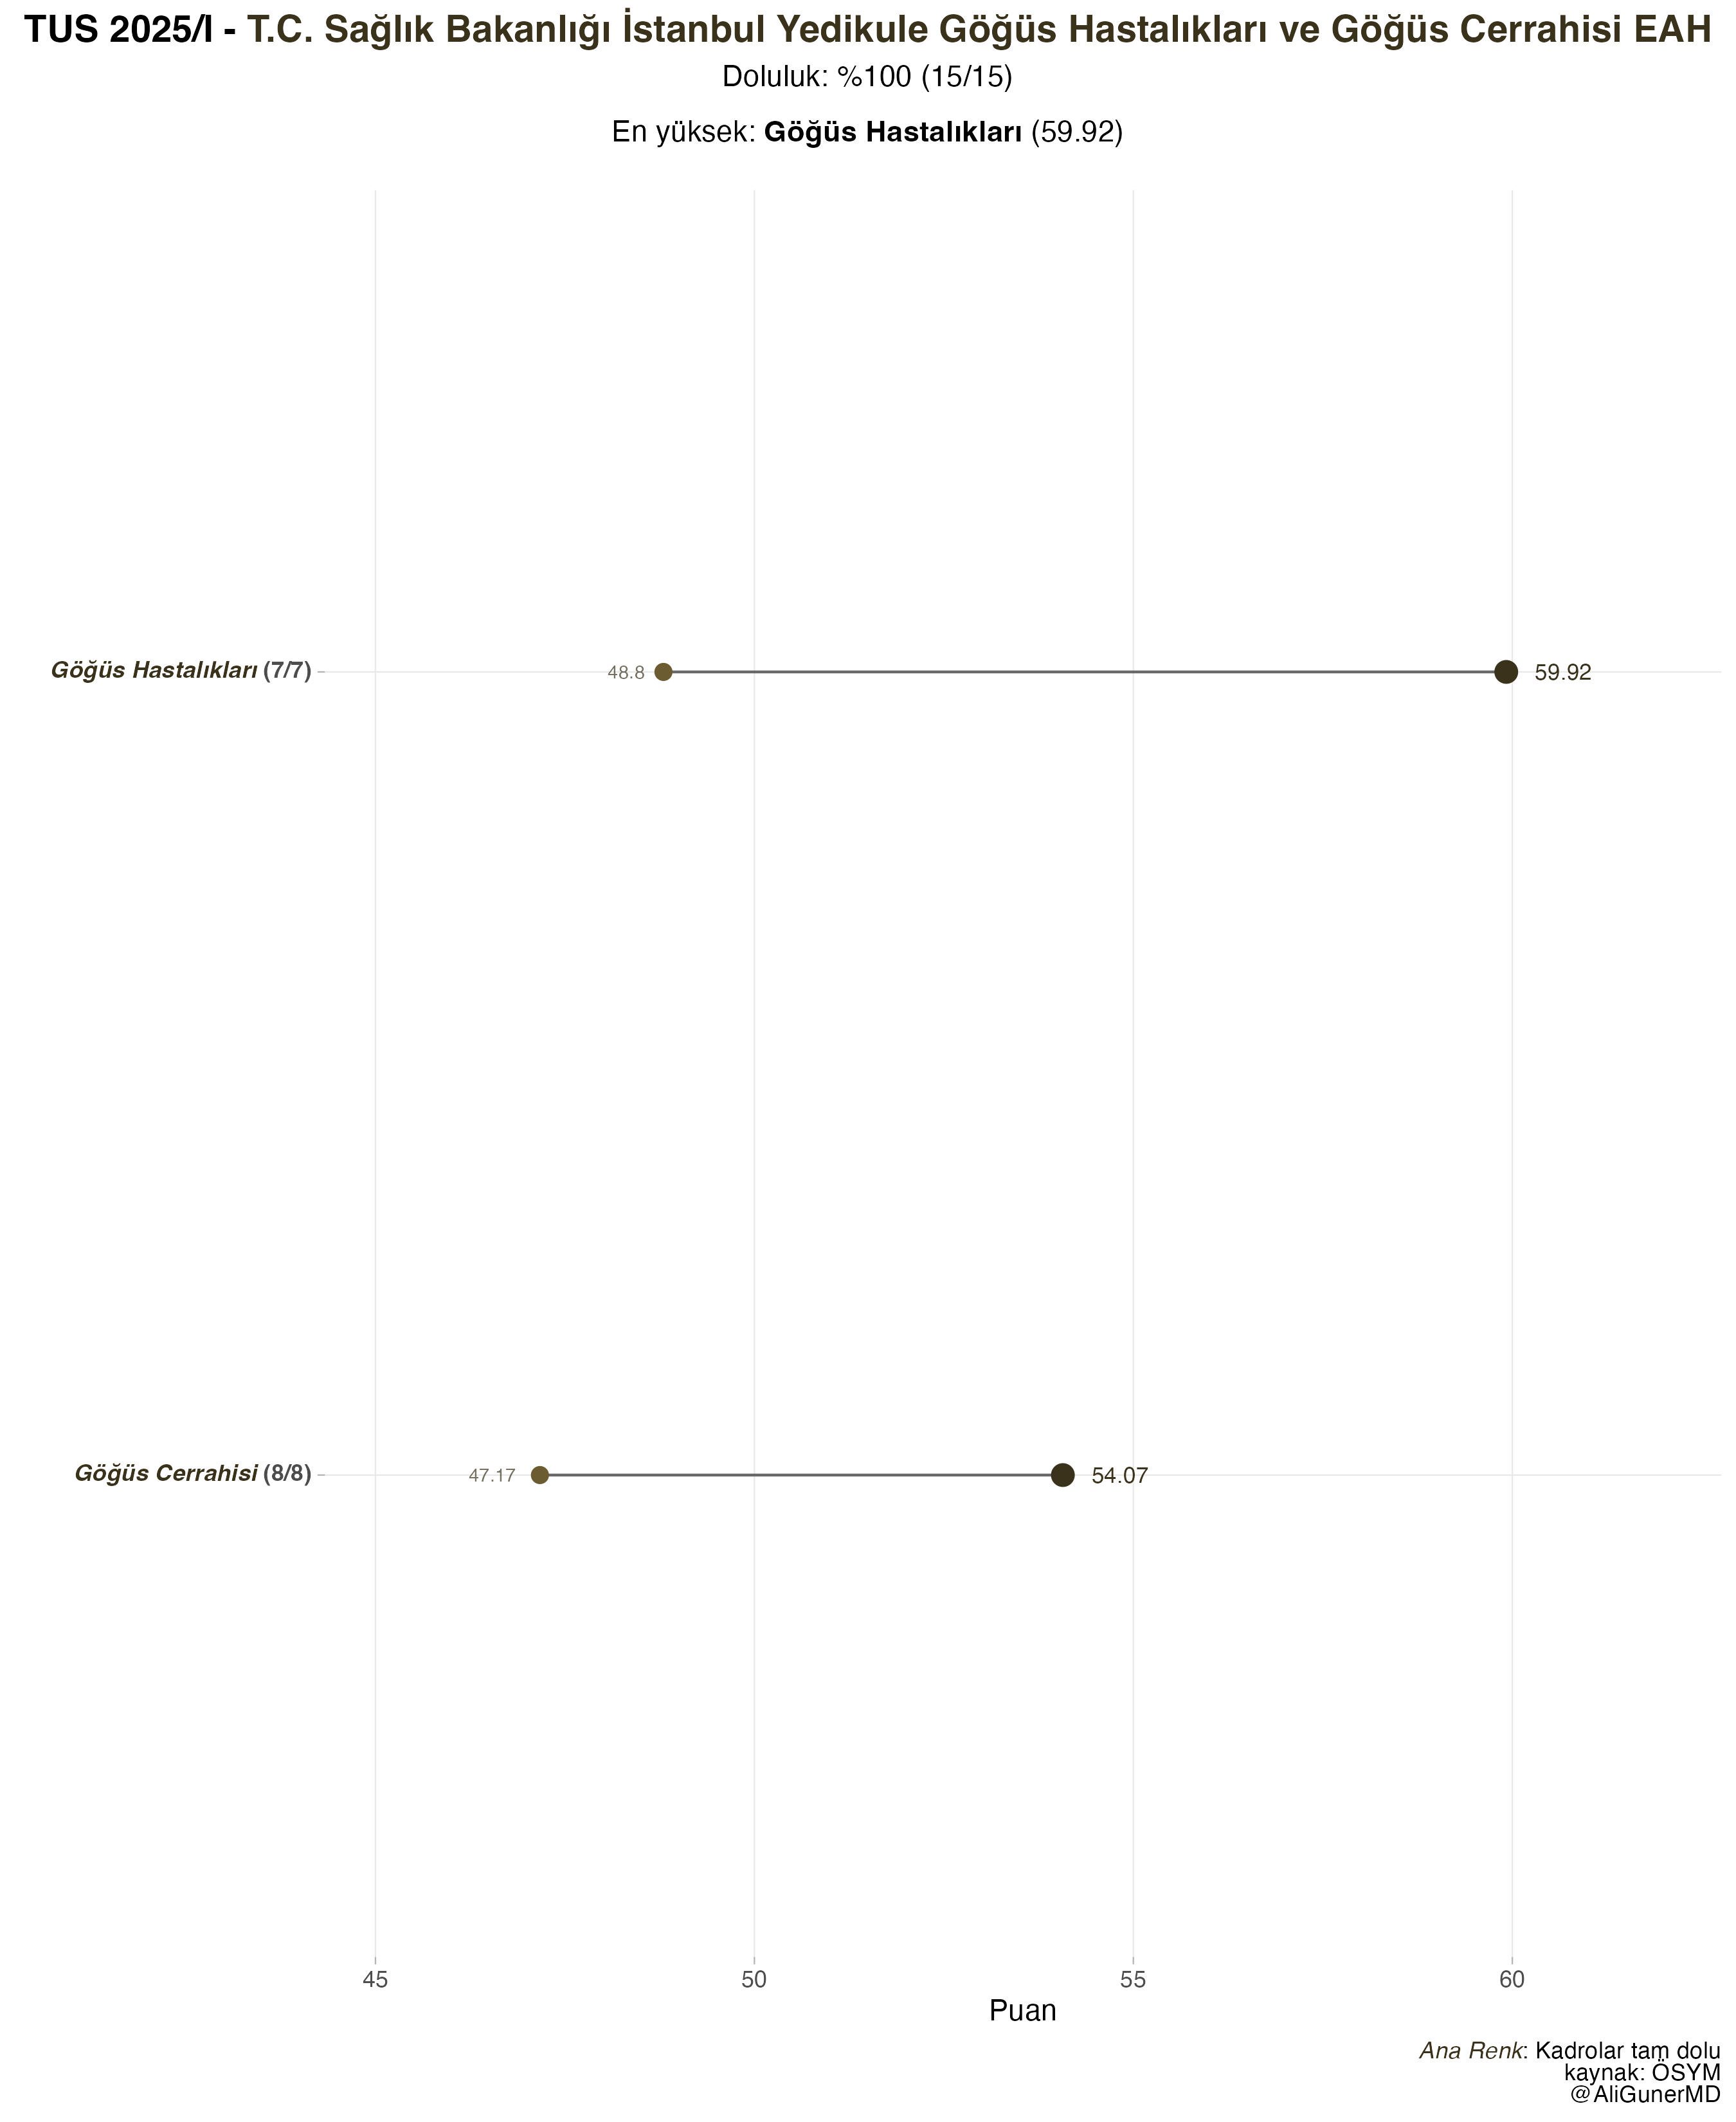 TUS 2025/I - T.C. Sağlık Bakanlığı İstanbul Yedikule Göğüs Hastalıkları ve Göğüs Cerrahisi EAH
Doluluk: %100 (15/15)
En yüksek: Göğüs Hastalıkları (59.92)
Göğüs Hastalıkları (7/7)
48.8
59.92
Göğüs Cerrahisi (8/8)
47.17
54.07
45
50
55
60
Puan
Ana Renk: Kadrolar tam dolu
kaynak: ÖSYM
@AliGunerMD